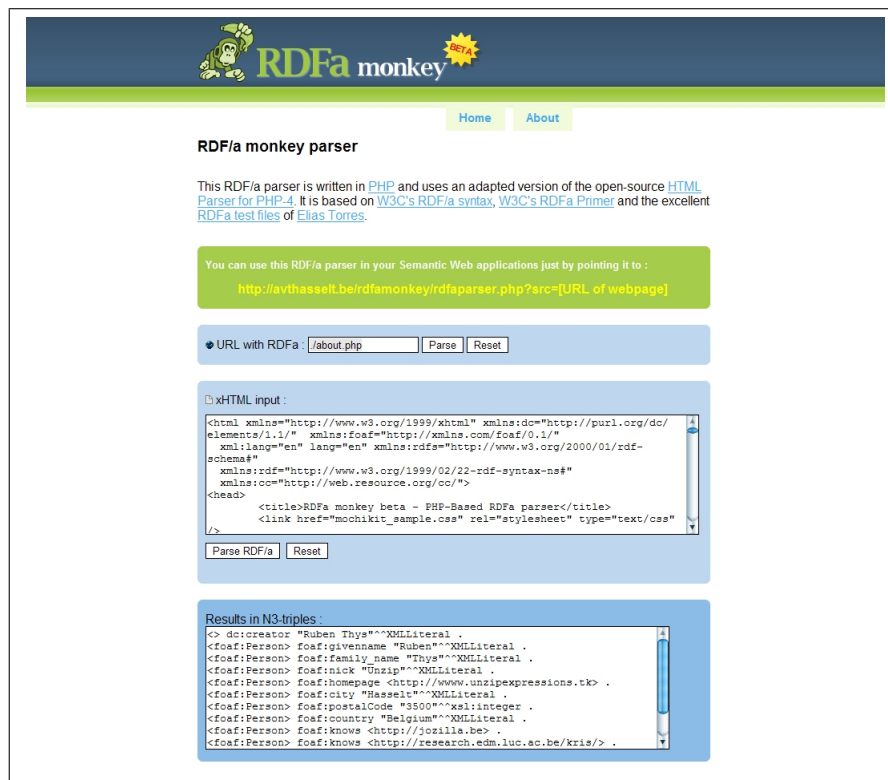 RDFa monkey BETA
Home About
RDF/a monkey parser
This RDF/a parser is written in PHP and uses an adapted version of the open-source HTML
Parser for PHP-4. It is based on W3C's RDF/a syntax, W3C's RDFa Primer and the excellent
RDFa test files of Elias Torres.
You can use this RDF/a parser in your Semantic Web applications just by pointing it to :
http://avthasselt.be/rdfamonkey/rdfaparser.php?src=[URL of webpage]
URL with RDFa : ./about.php Parse Reset
xHTML input :
<html xmlns="http://www.w3.org/1999/xhtml" xmlns:dc="http://purl.org/dc/
elements/1.1/" xmlns:foaf="http://xmlns.com/foaf/0.1/"
xml:lang="en" lang="en" xmlns:rdfs="http://www.w3.org/2000/01/rdf-
schema#"
xmlns:rdf="http://www.w3.org/1999/02/22-rdf-syntax-ns#"
xmlns:cc="http://web.resource.org/cc/">
<head>
<title>RDFa monkey beta - PHP-Based RDFa parser</title>
<link href="mochikit_sample.css" rel="stylesheet" type="text/css"
/>
Parse RDF/a Reset
Results in N3-triples :
<> dc:creator "Ruben Thys"^^XMLLiteral .
<foaf:Person> foaf:givenname "Ruben"^^XMLLiteral .
<foaf:Person> foaf:family_name "Thys"^^XMLLiteral .
<foaf:Person> foaf:nick "Unzip"^^XMLLiteral .
<foaf:Person> foaf:homepage <http://wwww.unzipexpressions.tk> .
<foaf:Person> foaf:city "Hasselt"^^XMLLiteral .
<foaf:Person> foaf:postalCode "3500"^^xsl:integer .
<foaf:Person> foaf:country "Belgium"^^XMLLiteral .
<foaf:Person> foaf:knows <http://jozilla.be> .
<foaf:Person> foaf:knows <http://research.edm.luc.ac.be/kris/> .